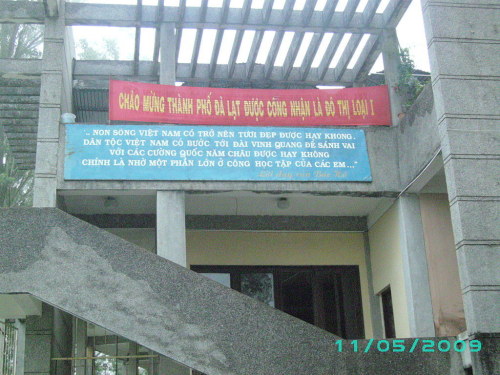 CHÀO MỪNG THÀNH PHỐ ĐÀ LẠT ĐƯỢC CÔNG NHẬN LÀ ĐÔ THỊ LOẠI I
"... NON SÔNG VIỆT NAM CÓ TRỞ NÊN TƯƠI ĐẸP ĐƯỢC HAY KHÔNG,
DÂN TỘC VIỆT NAM CÓ BƯỚC TỚI ĐÀI VINH QUANG ĐỂ SÁNH VAI
VỚI CÁC CƯỜNG QUỐC NĂM CHÂU ĐƯỢC HAY KHÔNG
CHÍNH LÀ NHỜ MỘT PHẦN LỚN Ở CÔNG HỌC TẬP CỦA CÁC EM..."
11/05/2009